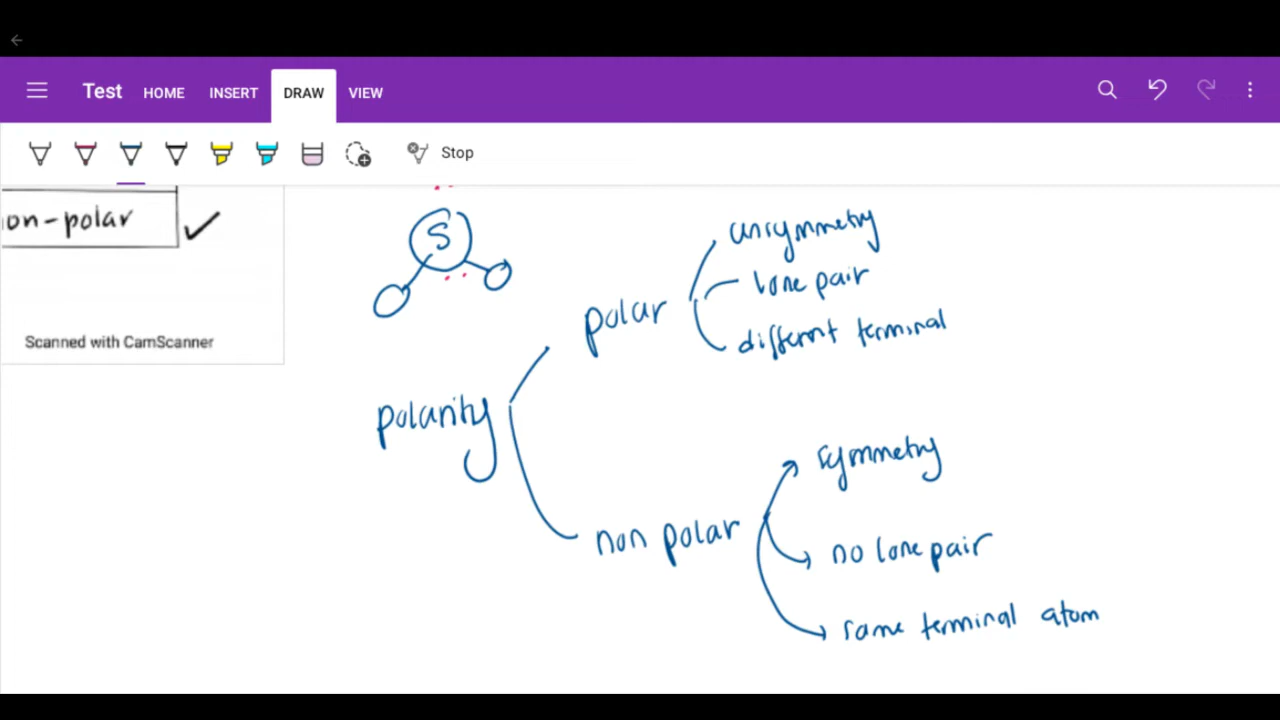 Test HOME INSERT DRAW VIEW
Stop
on-polar
S
Scanned with CamScanner
unsymmetry
lone pair
polar
different terminal
polarity
symmetry
non polar
no lone pair
same terminal atom